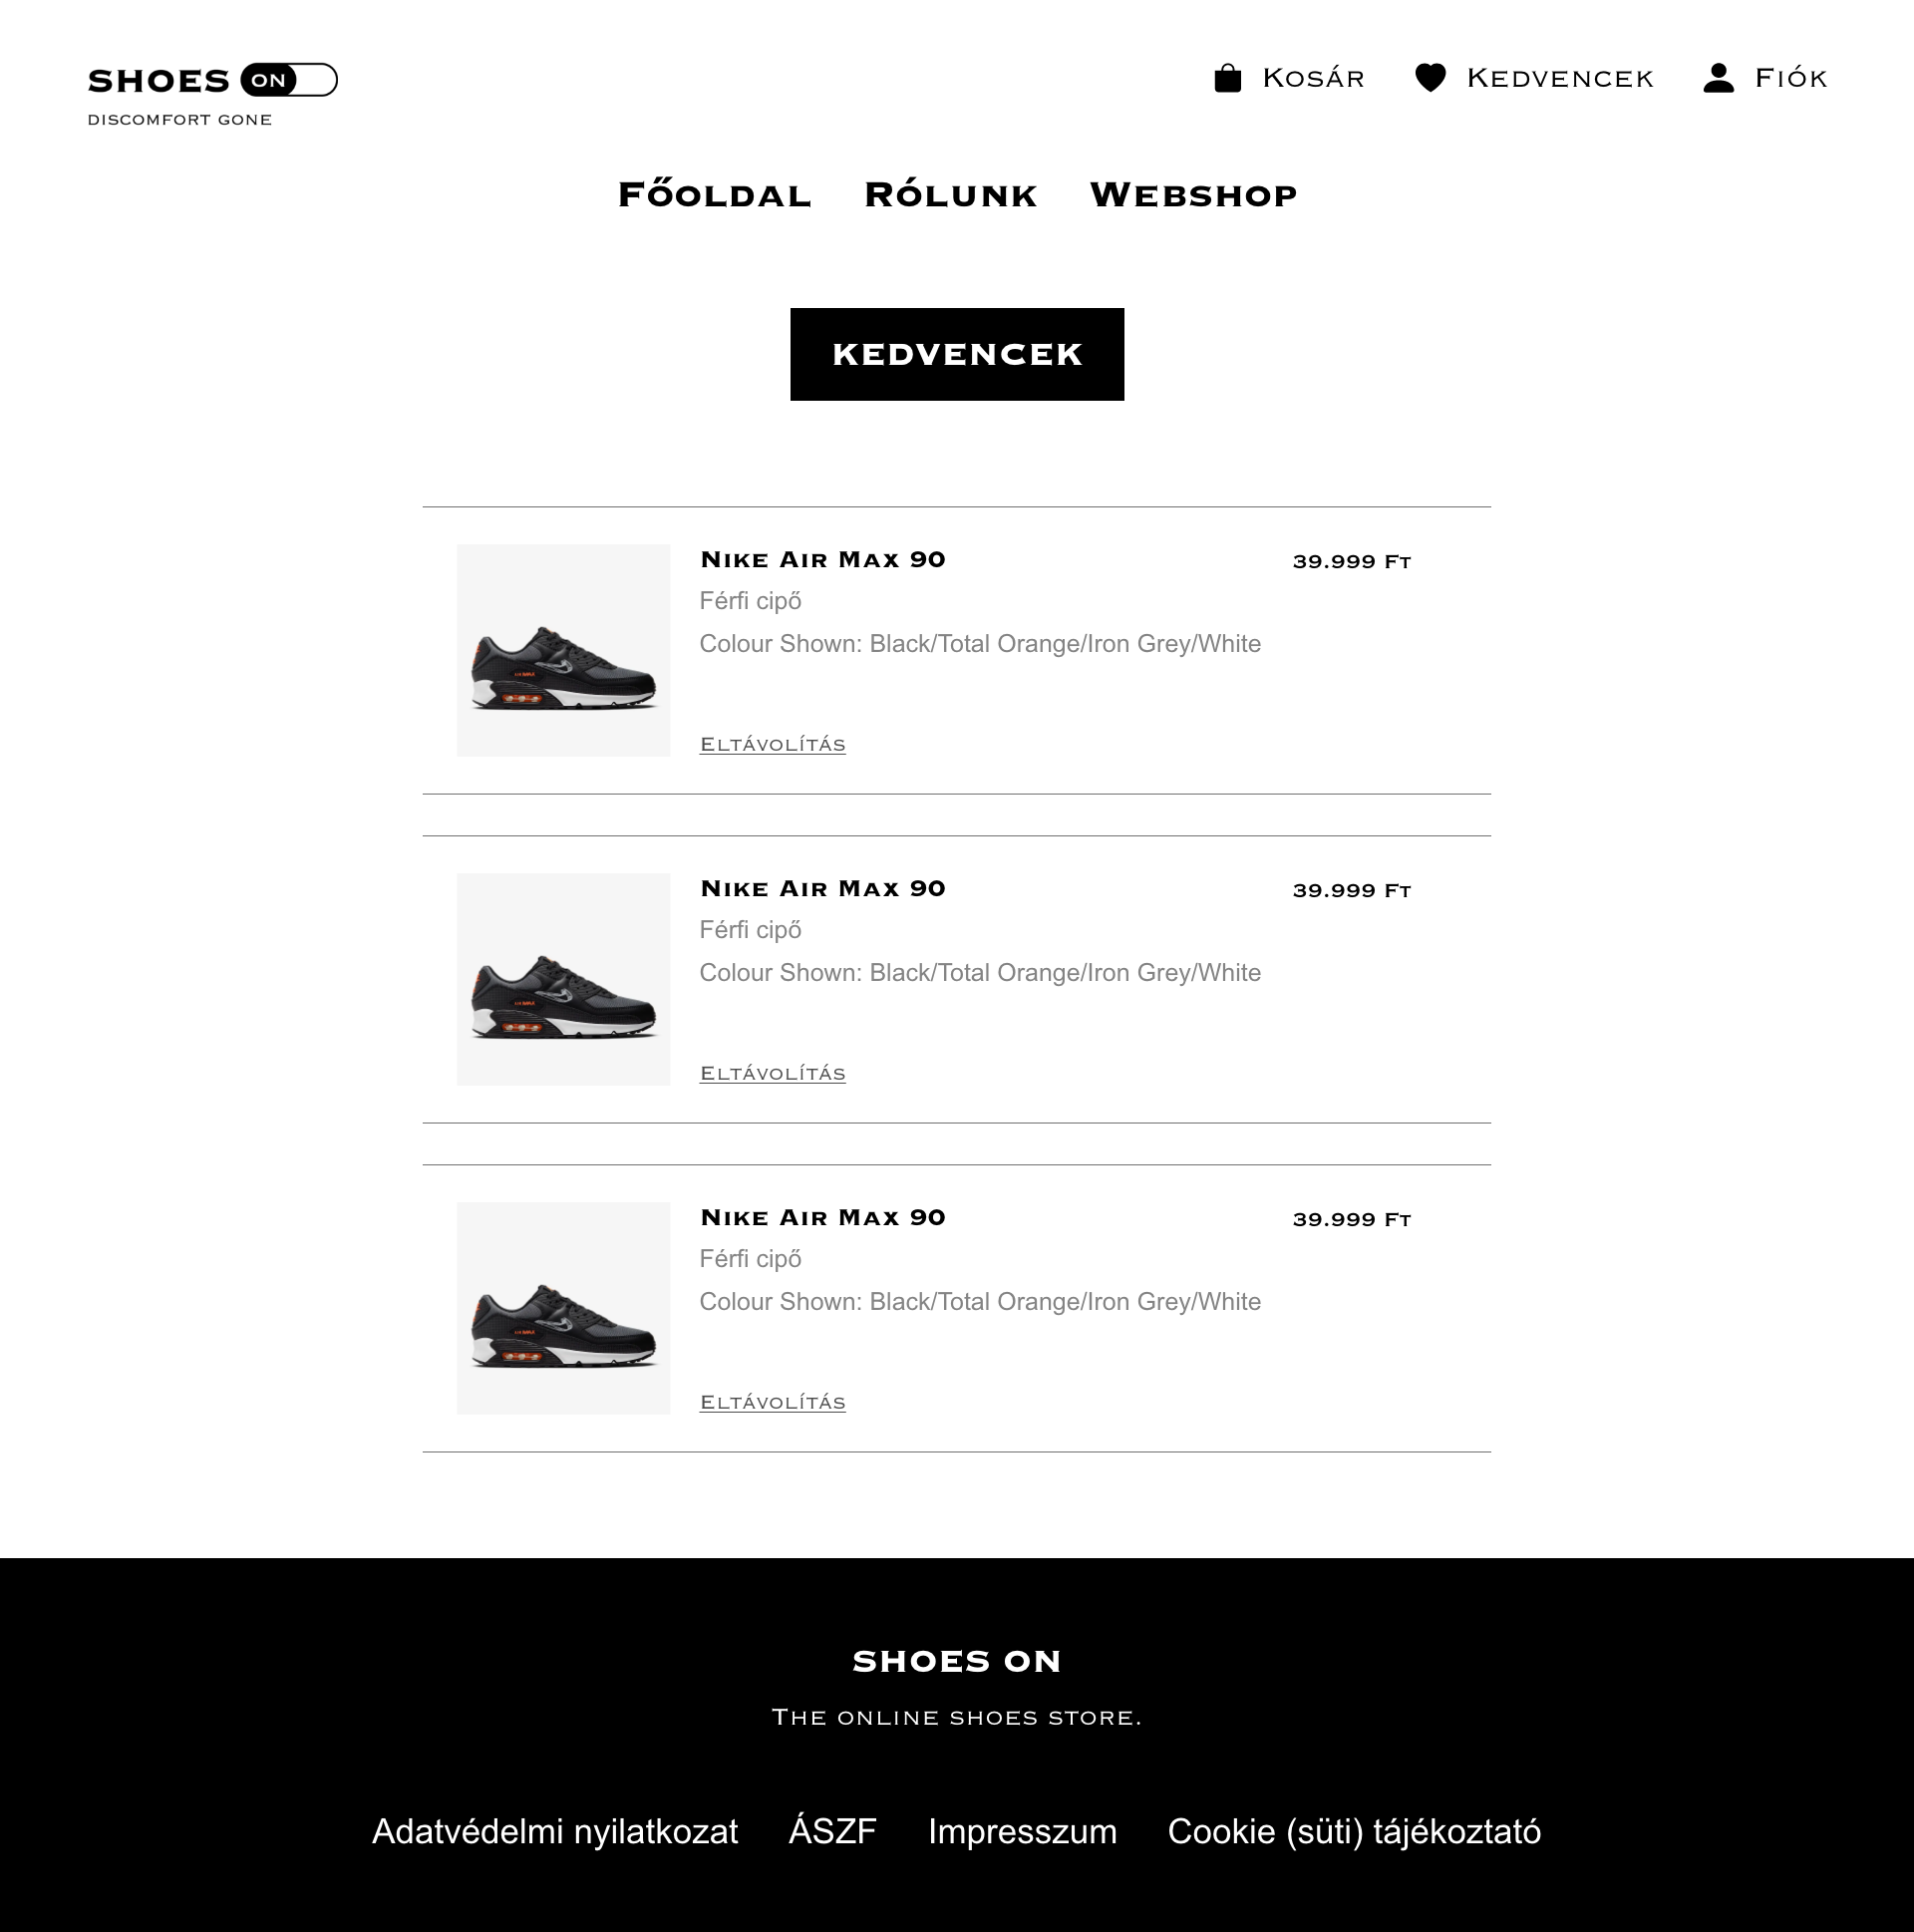 SHOES ON
DISCOMFORT GONE
Kosár
Kedvencek
Fiók
Főoldal
Rólunk
Webshop
KEDVENCEK
Nike Air Max 90
39.999 Ft
Férfi cipő
Colour Shown: Black/Total Orange/Iron Grey/White
Eltávolítás
Nike Air Max 90
39.999 Ft
Férfi cipő
Colour Shown: Black/Total Orange/Iron Grey/White
Eltávolítás
Nike Air Max 90
39.999 Ft
Férfi cipő
Colour Shown: Black/Total Orange/Iron Grey/White
Eltávolítás
SHOES ON
The online shoes store.
Adatvédelmi nyilatkozat
ÁSZF
Impresszum
Cookie (süti) tájékoztató